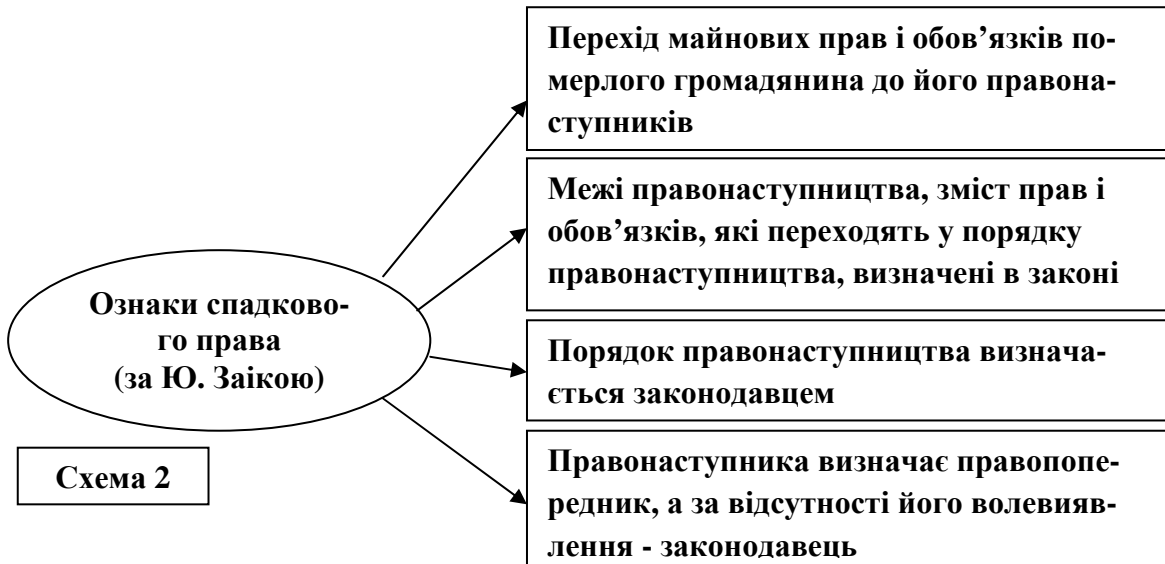 Перехід майнових прав і обов’язків по-
мерлого громадянина до його правона-
ступників
Межі правонаступництва, зміст прав і
обов’язків, які переходять у порядку
правонаступництва, визначені в законі
Ознаки спадково-
го права
(за Ю. Заікою)
Порядок правонаступництва визнача-
ється законодавцем
Схема 2
Правонаступника визначає правопопе-
редник, а за відсутності його волевияв-
лення - законодавець